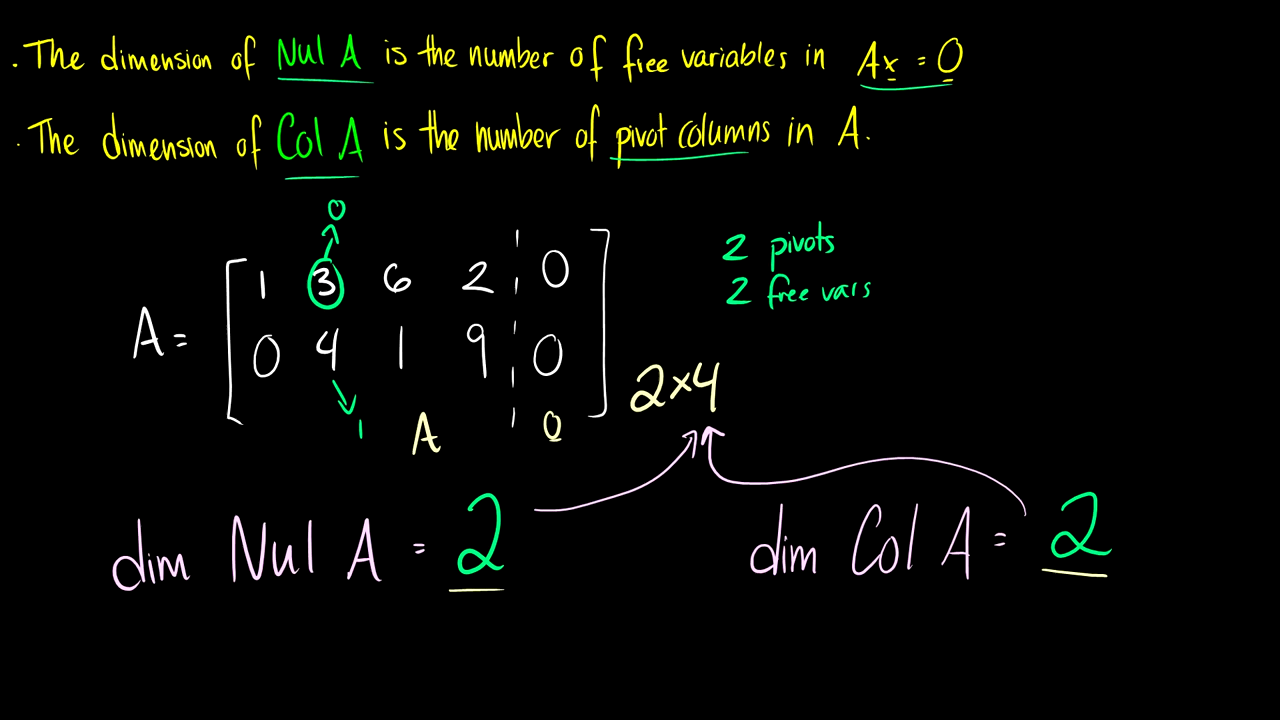 . The dimension of Nul A is the number of free variables in Ax = 0
. The dimension of Col A is the number of pivot columns in A.
0
A = [ 1 3 6 2 ¦ 0 ]
0 4 1 9 ¦ 0
1 A 0
2 pivots
2 free vars
2×4
dim Nul A = 2
dim Col A = 2